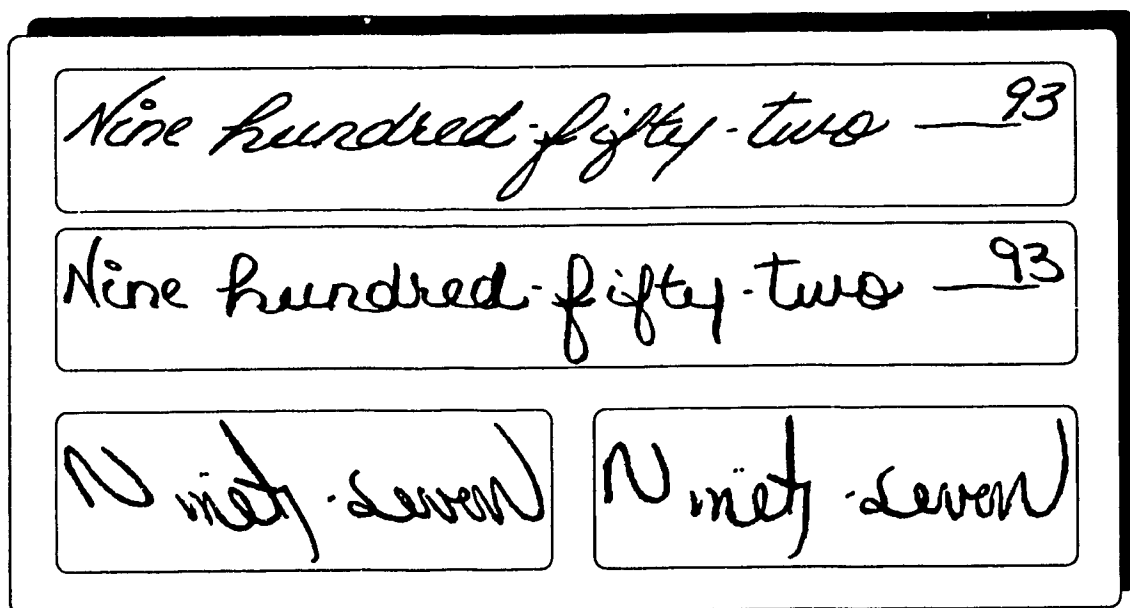 Nine hundred-fifty-two — 93
Nine hundred-fifty-two — 93
Ninety-Seven Ninety-Seven